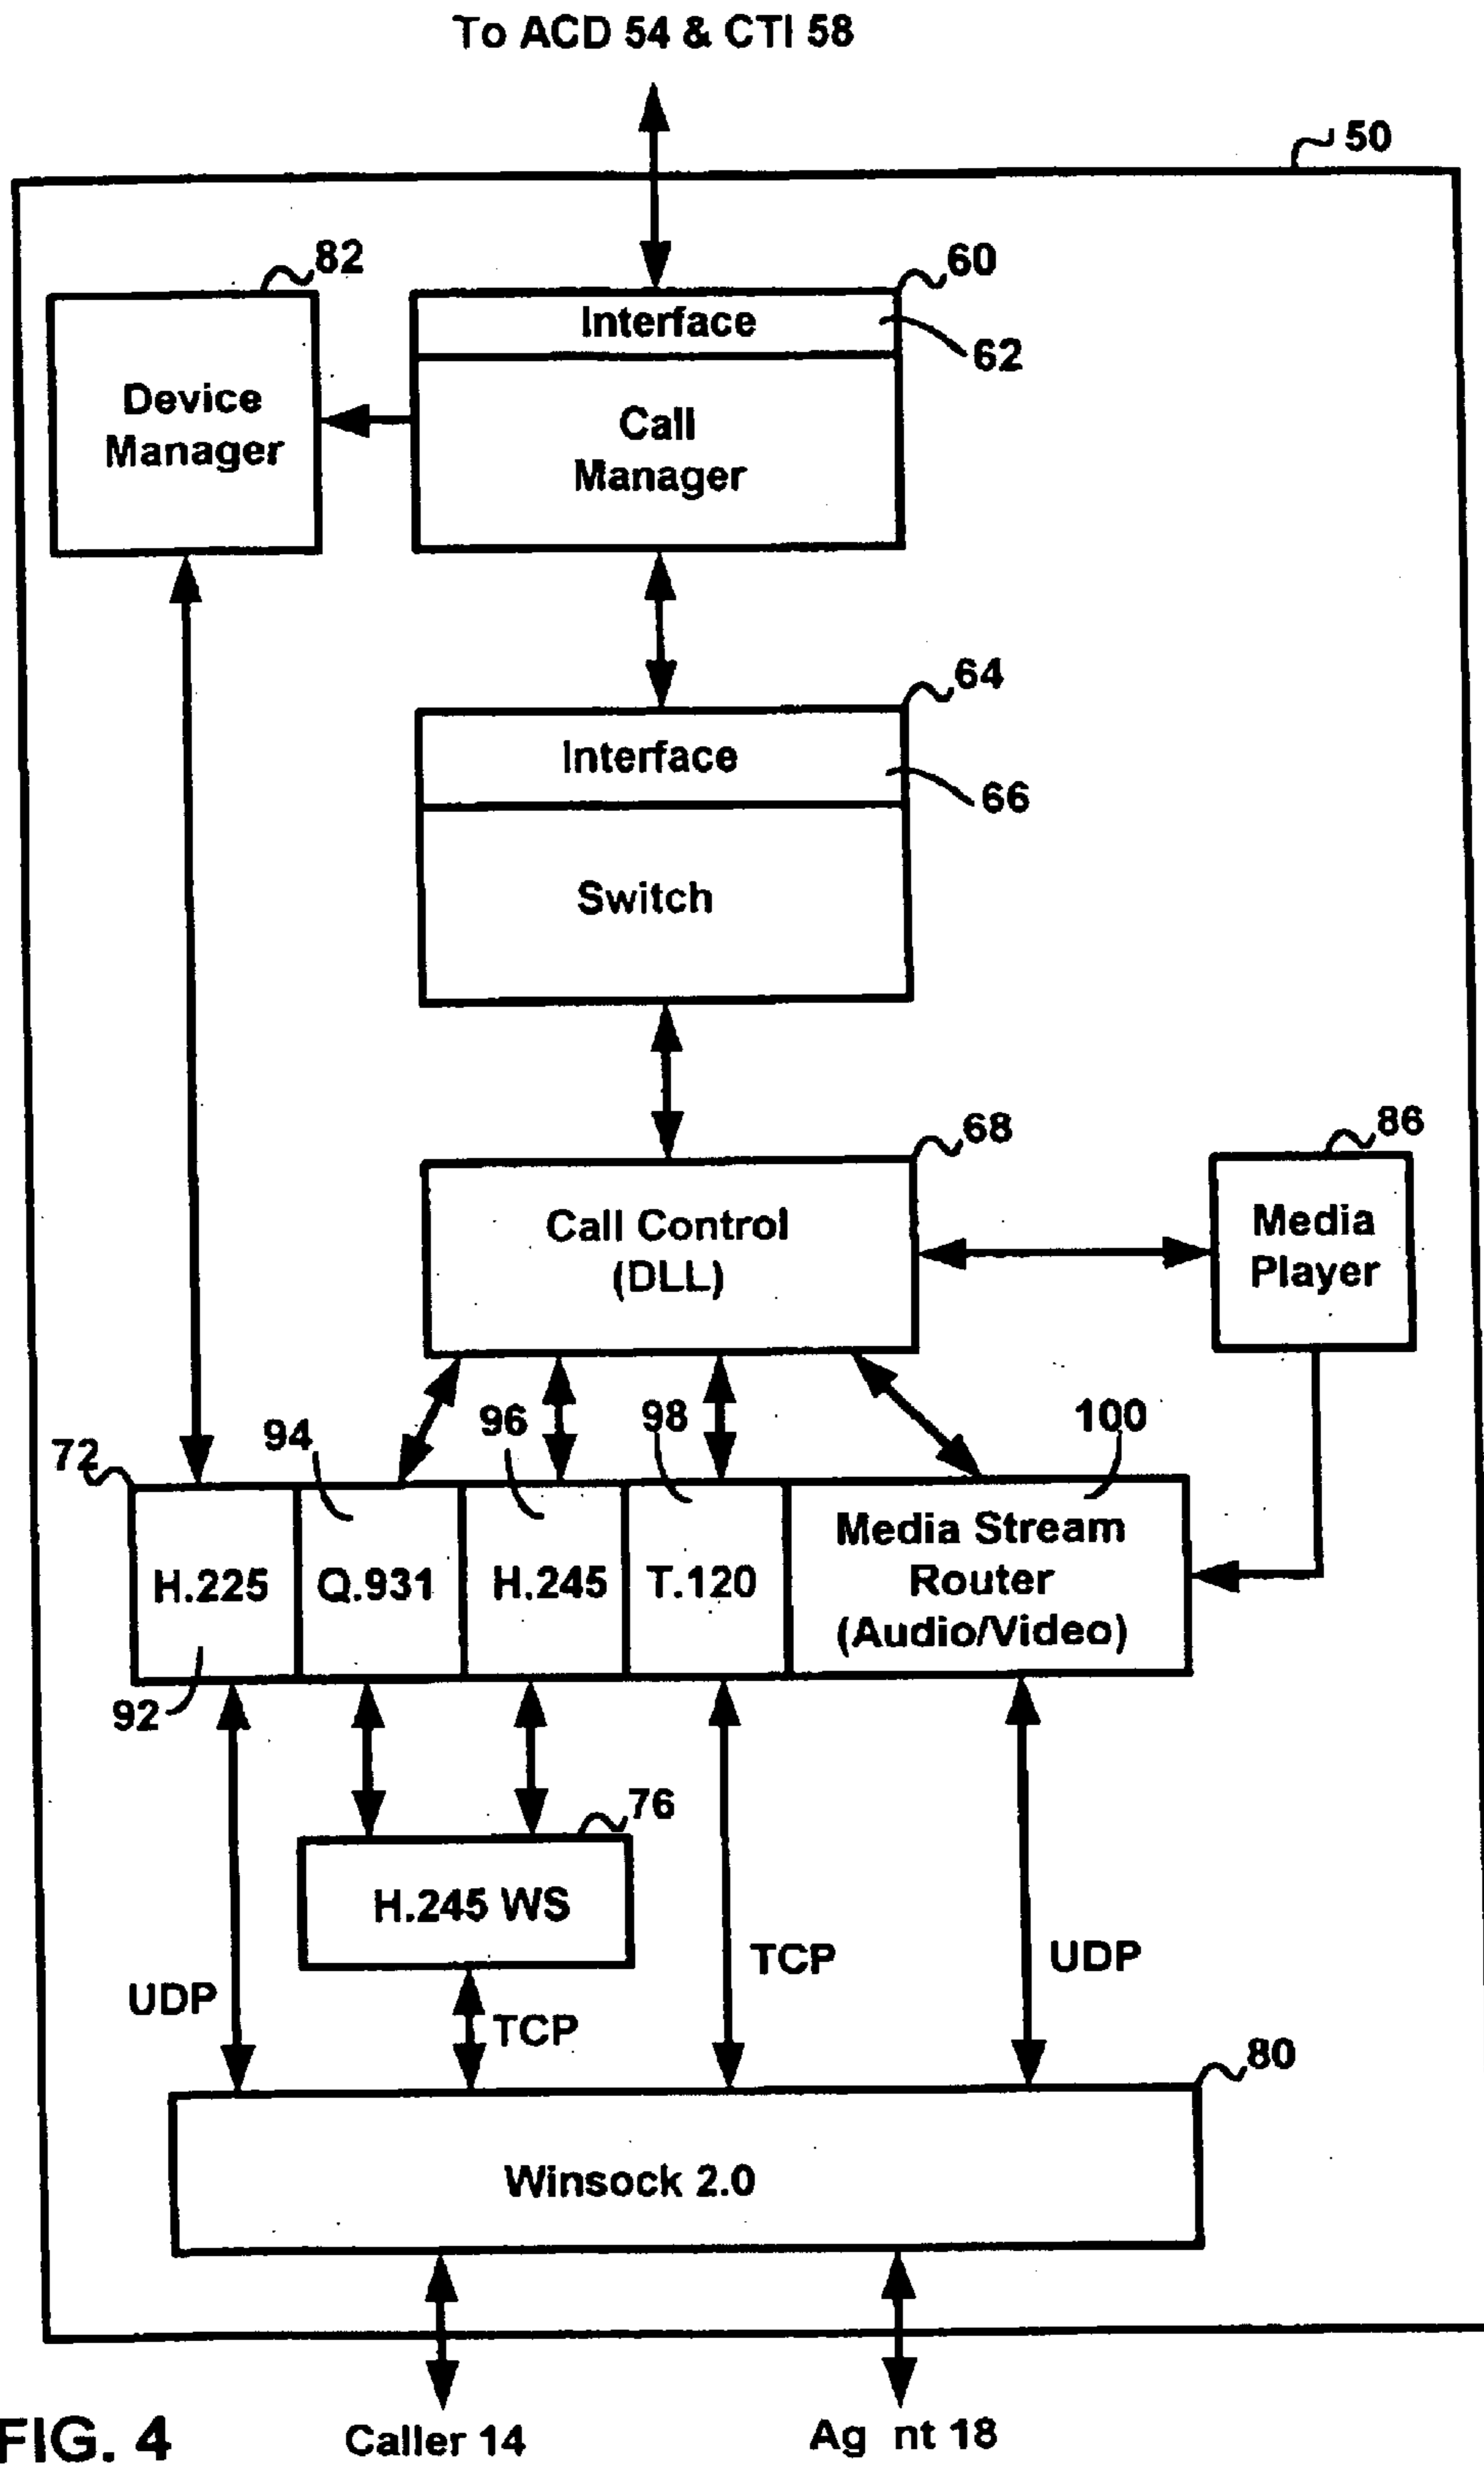 To ACD 54 & CTI 58
50
82
60
Interface
62
Device
Manager
Call
Manager
64
Interface
66
Switch
68
86
Call Control
(DLL)
Media
Player
72
94
96
98
100
H.225
Q.931
H.245
T.120
Media Stream
Router
(Audio/Video)
92
76
H.245 WS
UDP
TCP
TCP
UDP
80
Winsock 2.0
FIG. 4
Caller 14
Ag nt 18